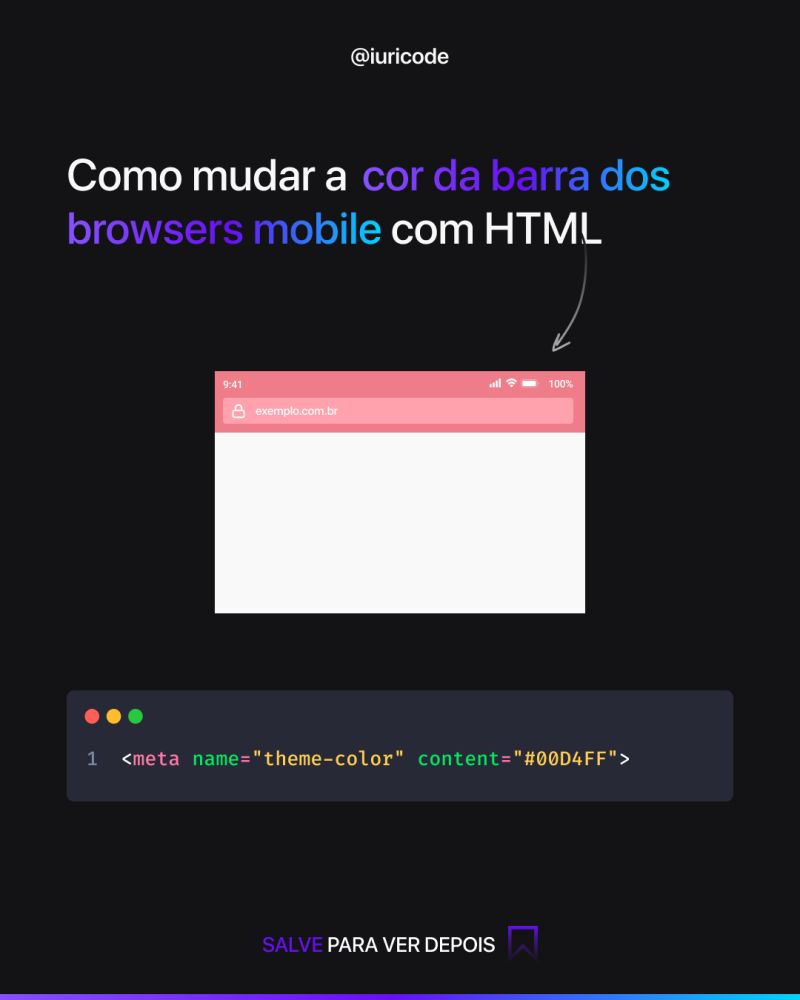 @iuricode
Como mudar a cor da barra dos
browsers mobile com HTML
9:41 100%
exemplo.com.br
1 <meta name="theme-color" content="#00D4FF">
SALVE PARA VER DEPOIS